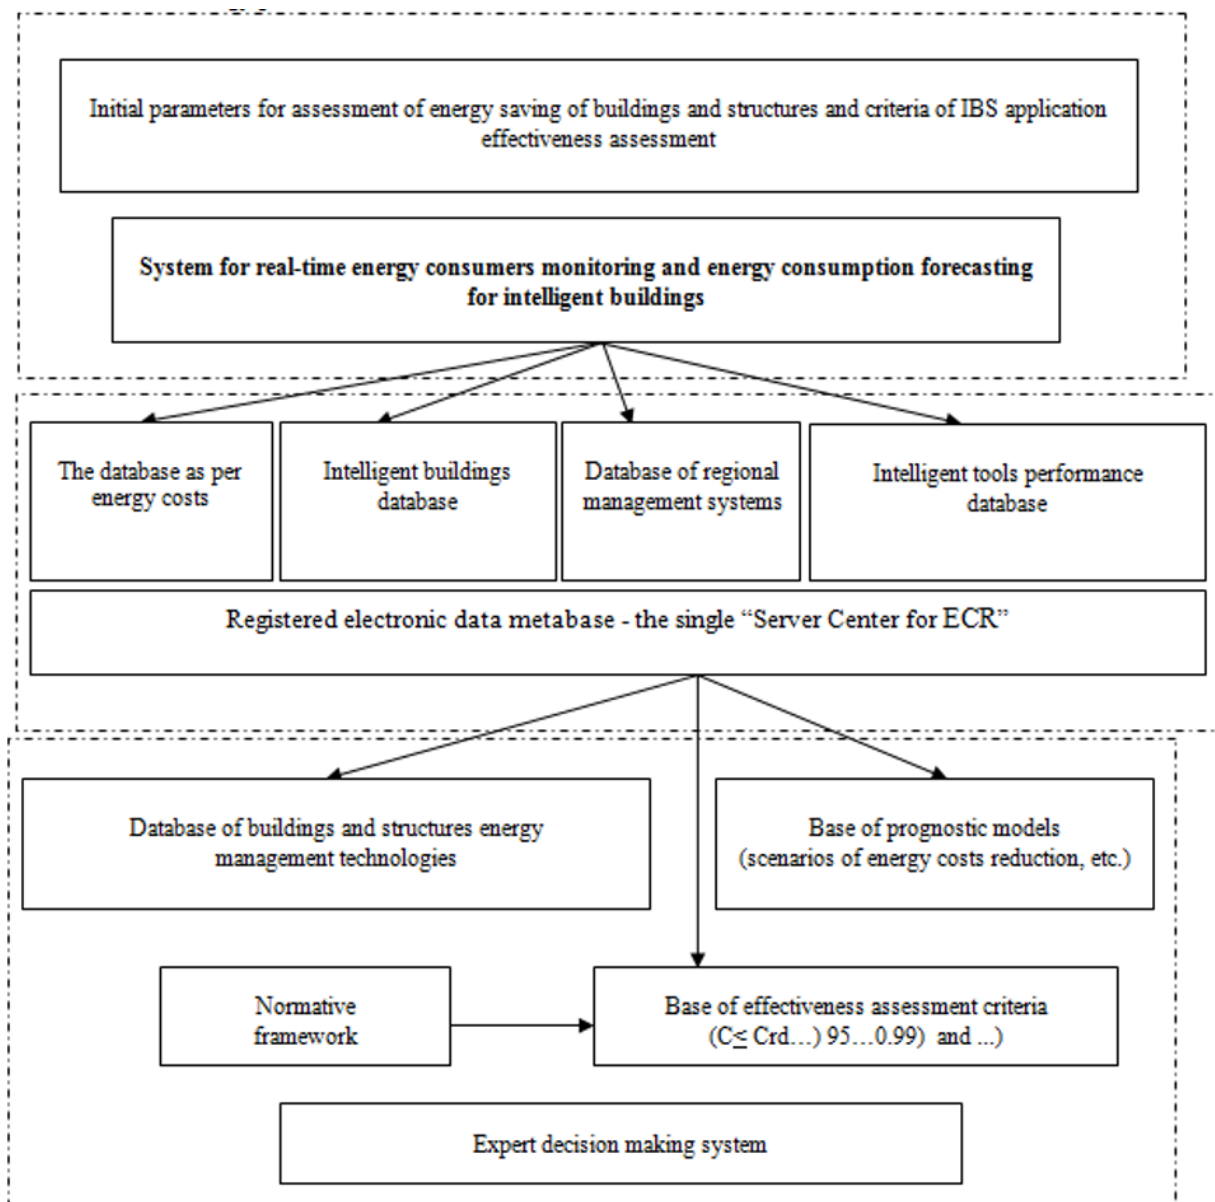 Initial parameters for assessment of energy saving of buildings and structures and criteria of IBS application
effectiveness assessment
System for real-time energy consumers monitoring and energy consumption forecasting
for intelligent buildings
The database as per
energy costs
Intelligent buildings
database
Database of regional
management systems
Intelligent tools performance
database
Registered electronic data metabase - the single “Server Center for ECR”
Database of buildings and structures energy
management technologies
Base of prognostic models
(scenarios of energy costs reduction, etc.)
Normative
framework
Base of effectiveness assessment criteria
(C≤ Crd…) 95…0.99) and ...)
Expert decision making system